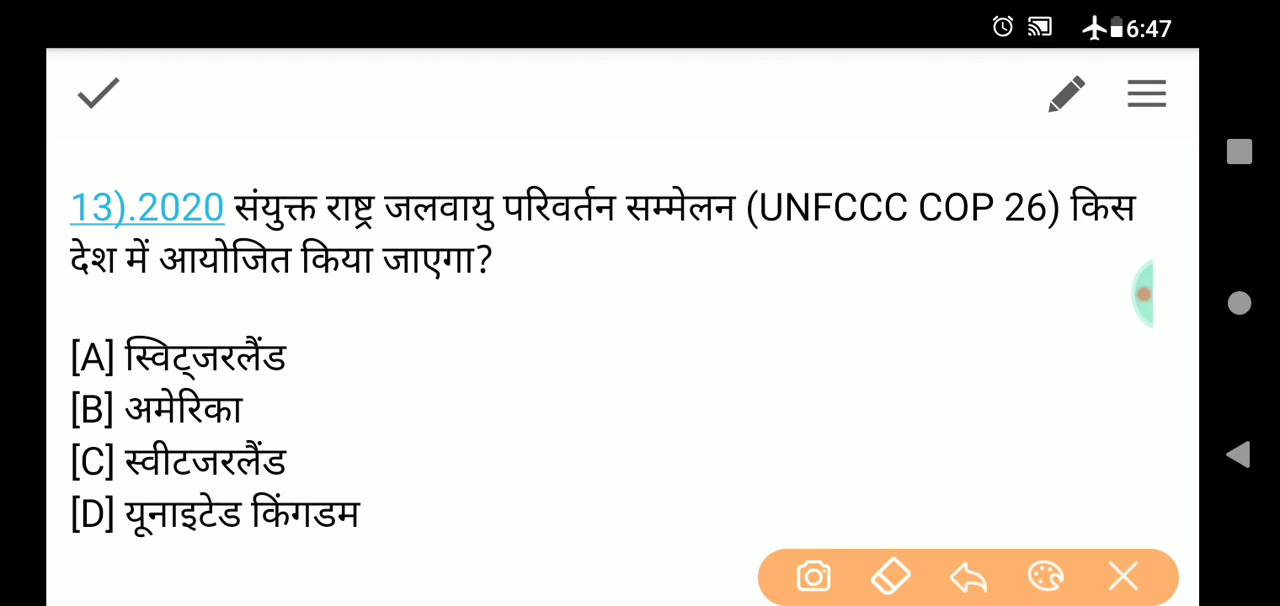 6:47
13).2020 संयुक्त राष्ट्र जलवायु परिवर्तन सम्मेलन (UNFCCC COP 26) किस
देश में आयोजित किया जाएगा?
[A] स्विट्जरलैंड
[B] अमेरिका
[C] स्वीटजरलैंड
[D] यूनाइटेड किंगडम